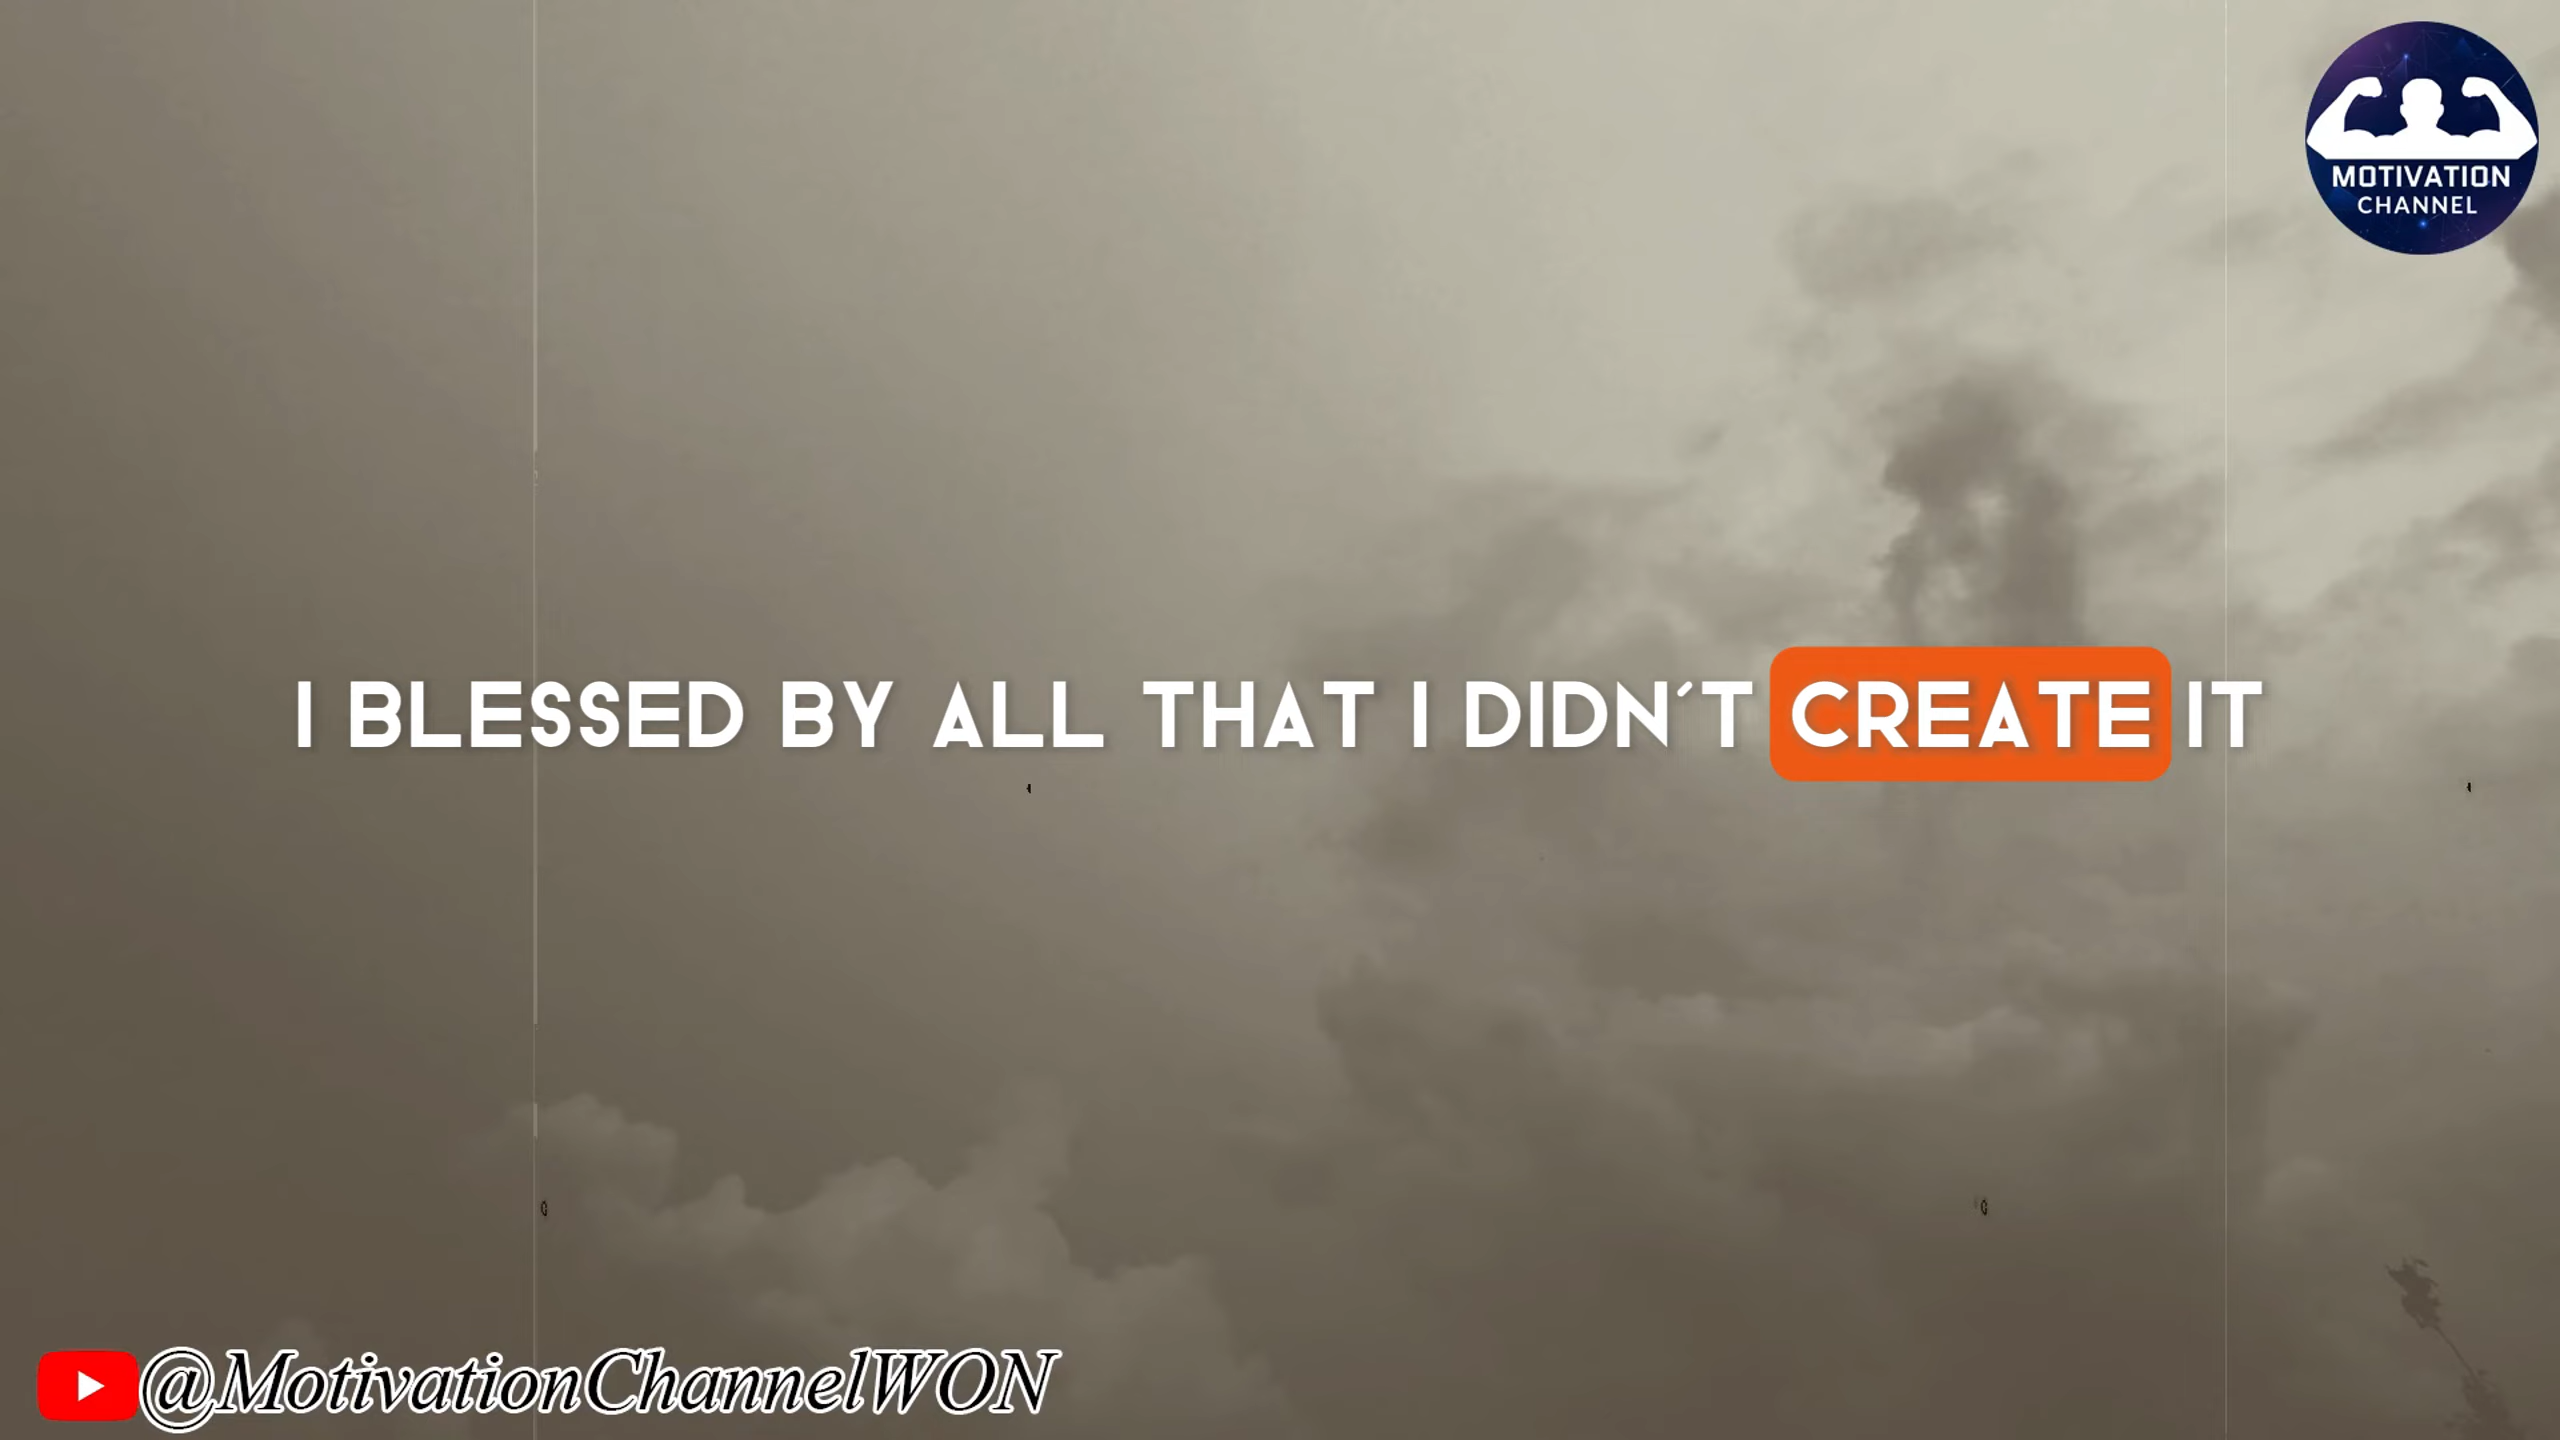 MOTIVATION
CHANNEL
I BLESSED BY ALL THAT I DIDN'T CREATE IT
@MotivationChannelWON